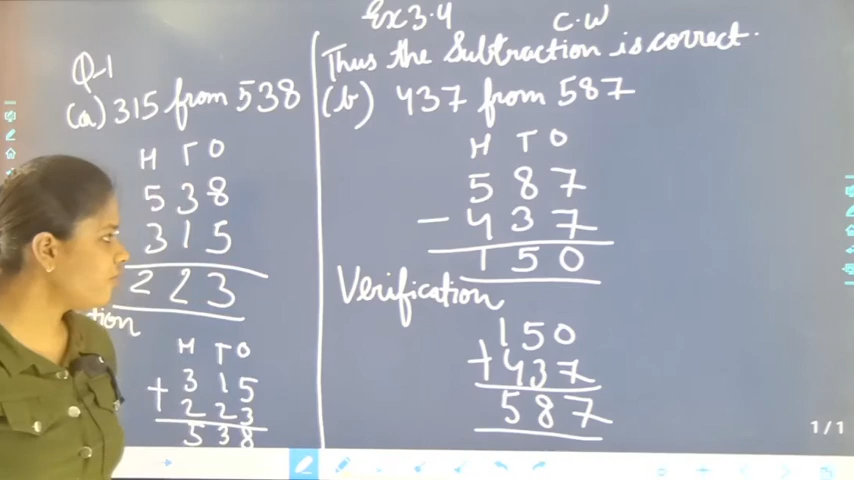 Ex 3.4 C.W
Q-1
(a) 315 from 538
H T O
5 3 8
3 1 5
2 2 3
tion
H T O
3 1 5
+ 2 2 3
5 3 8
Thus the Subtraction is correct.
(b) 437 from 587
H T O
5 8 7
- 4 3 7
1 5 0
Verification
1 5 0
+ 4 3 7
5 8 7
1/1